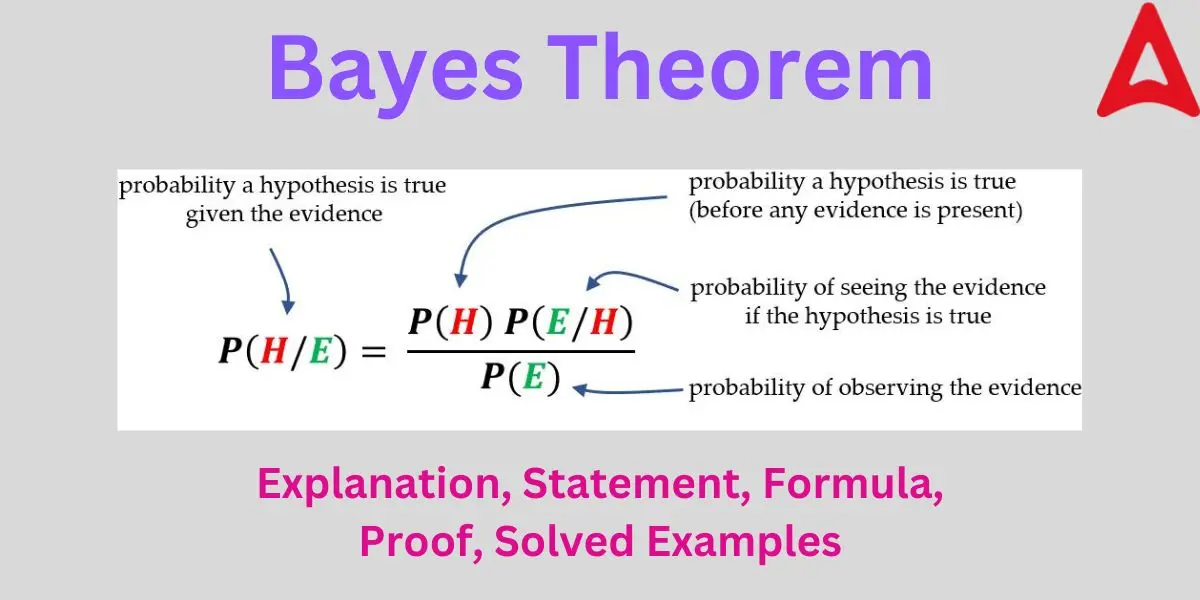 Bayes Theorem
probability a hypothesis is true
given the evidence
probability a hypothesis is true
(before any evidence is present)
probability of seeing the evidence
if the hypothesis is true
P(H/E) = P(H) P(E/H)
P(E)
probability of observing the evidence
Explanation, Statement, Formula,
Proof, Solved Examples